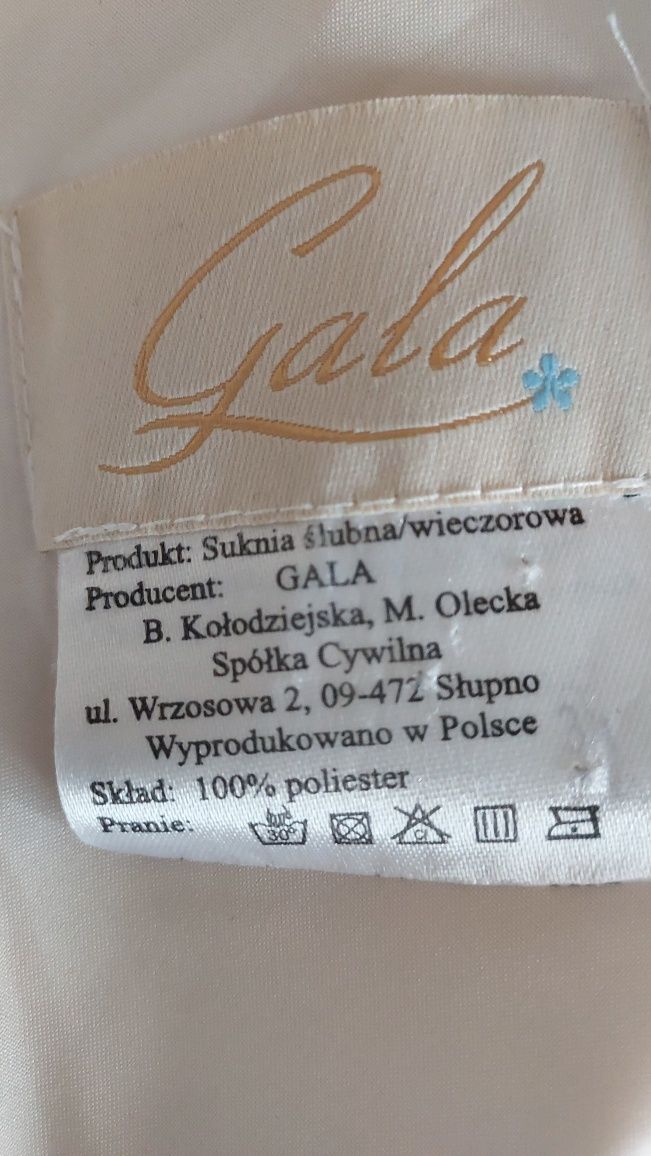 Gala
Produkt: Suknia ślubna/wieczorowa
Producent: GALA
B. Kołodziejska, M. Olecka
Spółka Cywilna
ul. Wrzosowa 2, 09-472 Słupno
Wyprodukowano w Polsce
Skład: 100% poliester
Pranie: 30° cl